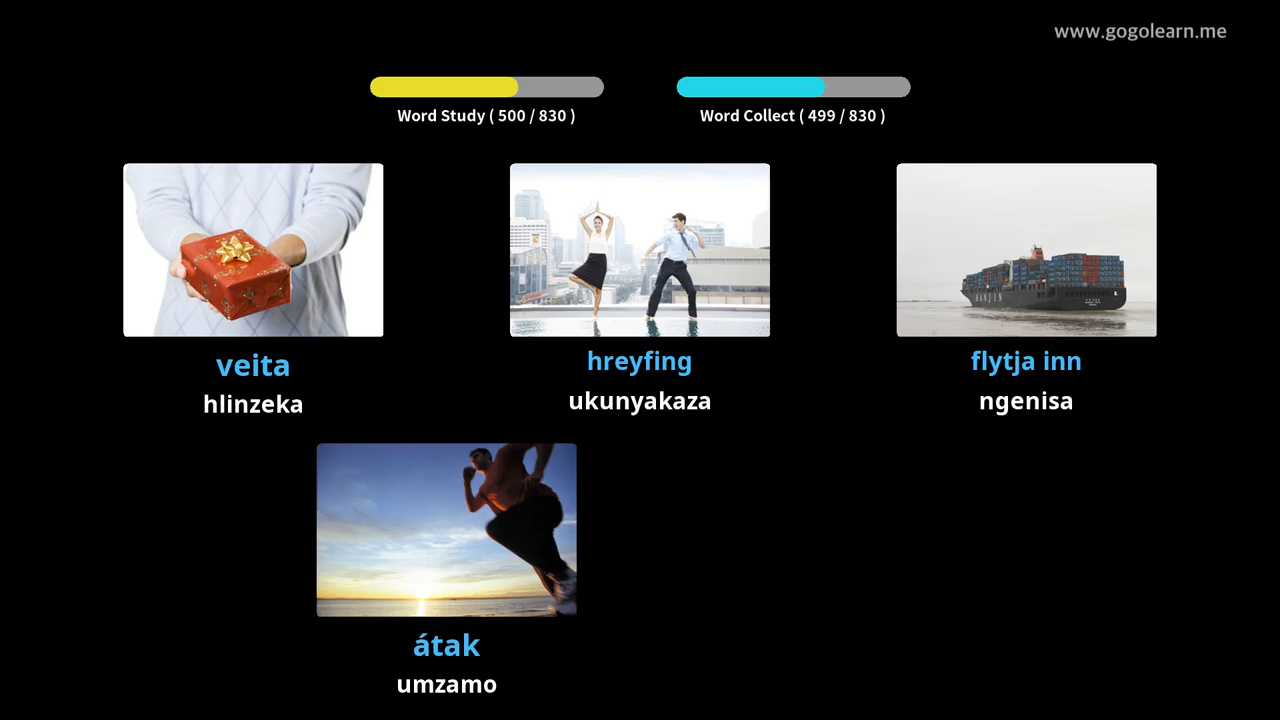 www.gogolearn.me
Word Study ( 500 / 830 )
Word Collect ( 499 / 830 )
HANJIN
veita
hlinzeka
hreyfing
ukunyakaza
flytja inn
ngenisa
átak
umzamo